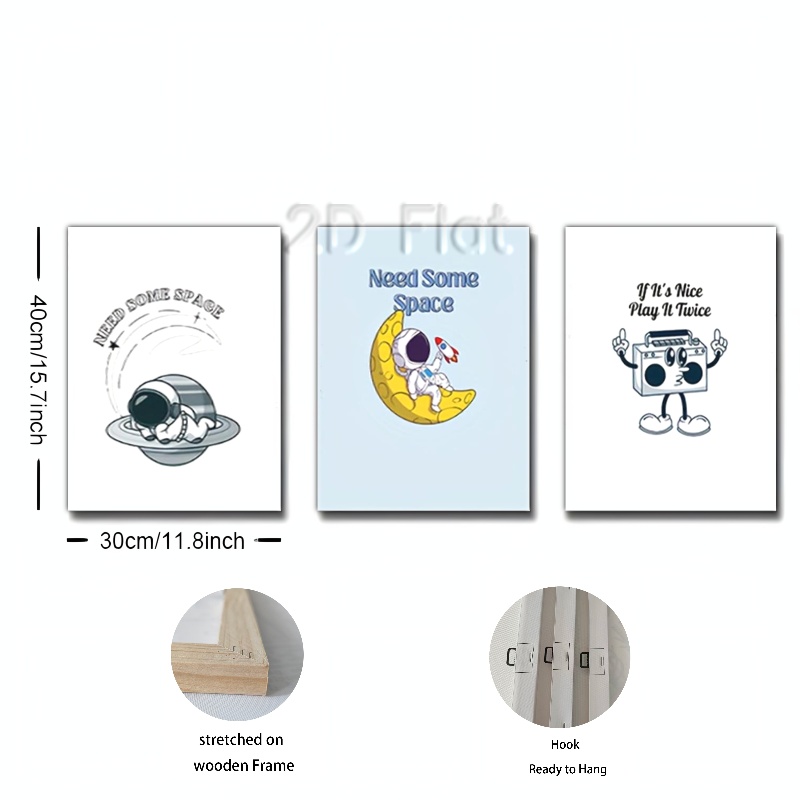 2D Flat
NEED SOME SPACE
Need Some
Space
If It's Nice
Play It Twice
40cm/15.7inch
30cm/11.8inch
stretched on
wooden Frame
Hook
Ready to Hang